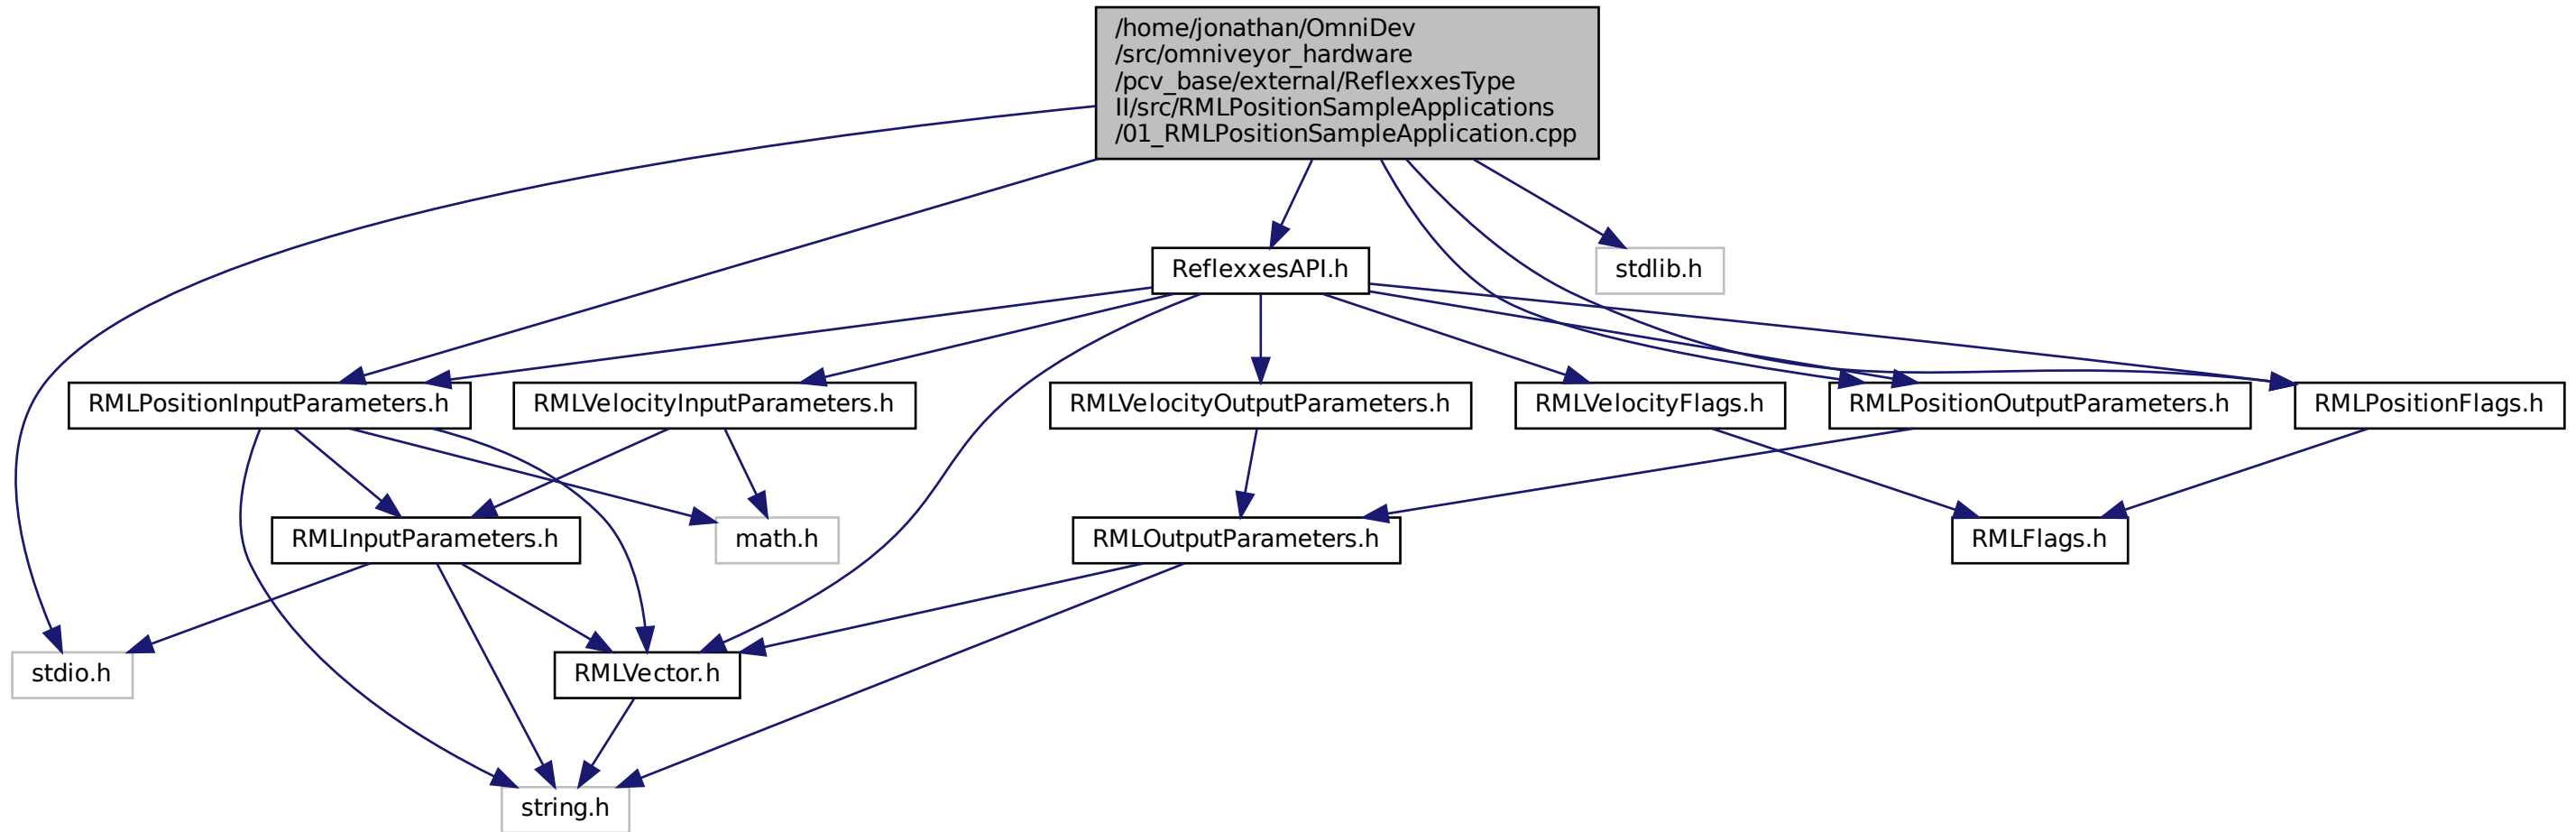 /home/jonathan/OmniDev
/src/omniveyor_hardware
/pcv_base/external/ReflexxesType
II/src/RMLPositionSampleApplications
/01_RMLPositionSampleApplication.cpp
ReflexxesAPI.h
stdlib.h
RMLPositionInputParameters.h
RMLVelocityInputParameters.h
RMLVelocityOutputParameters.h
RMLVelocityFlags.h
RMLPositionOutputParameters.h
RMLPositionFlags.h
RMLInputParameters.h
math.h
RMLOutputParameters.h
RMLFlags.h
stdio.h
RMLVector.h
string.h